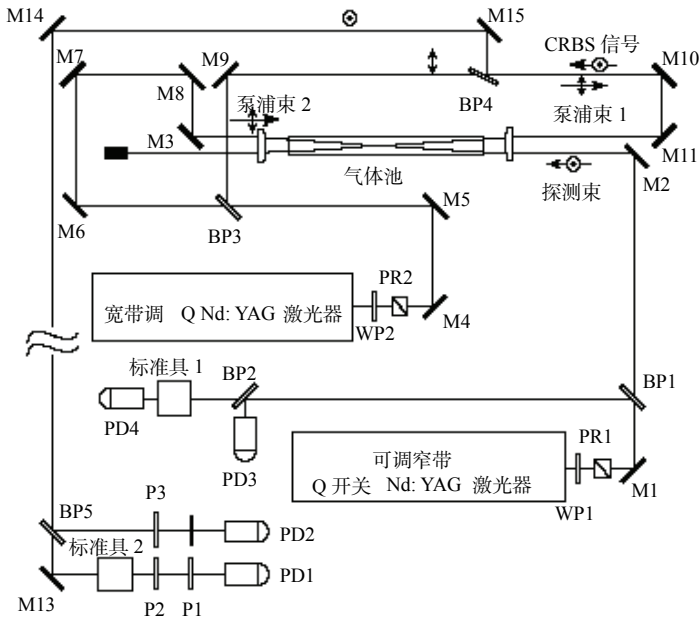 M14
M15
M7
M9
CRBS 信号
M10
M8
BP4
泵浦束 2
泵浦束 1
M3
M11
气体池
M2
探测束
M6
BP3
M5
PR2
宽带调 Q Nd: YAG 激光器
WP2
M4
标准具 1
BP2
BP1
PD4
PD3
可调窄带
Q 开关 Nd: YAG 激光器
PR1
WP1
M1
BP5
P3
PD2
标准具 2
PD1
M13
P2
P1